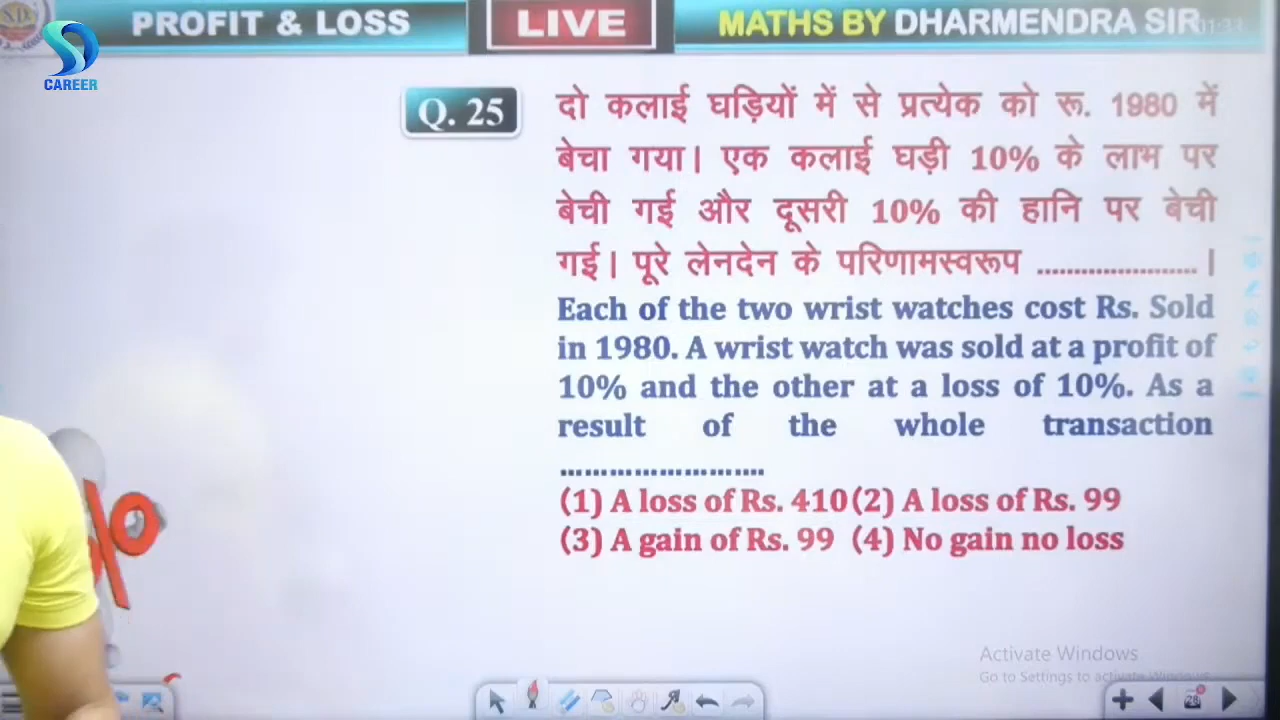 PROFIT & LOSS
LIVE
MATHS BY DHARMENDRA SIR
CAREER
Q. 25
दो कलाई घड़ियों में से प्रत्येक को रू. 1980 में
बेचा गया। एक कलाई घड़ी 10% के लाभ पर
बेची गई और दूसरी 10% की हानि पर बेची
गई। पूरे लेनदेन के परिणामस्वरूप ...................... ।
Each of the two wrist watches cost Rs. Sold
in 1980. A wrist watch was sold at a profit of
10% and the other at a loss of 10%. As a
result of the whole transaction
.........................
(1) A loss of Rs. 410 (2) A loss of Rs. 99
(3) A gain of Rs. 99 (4) No gain no loss
%
Activate Windows
Go to Settings to activate Windows.
28